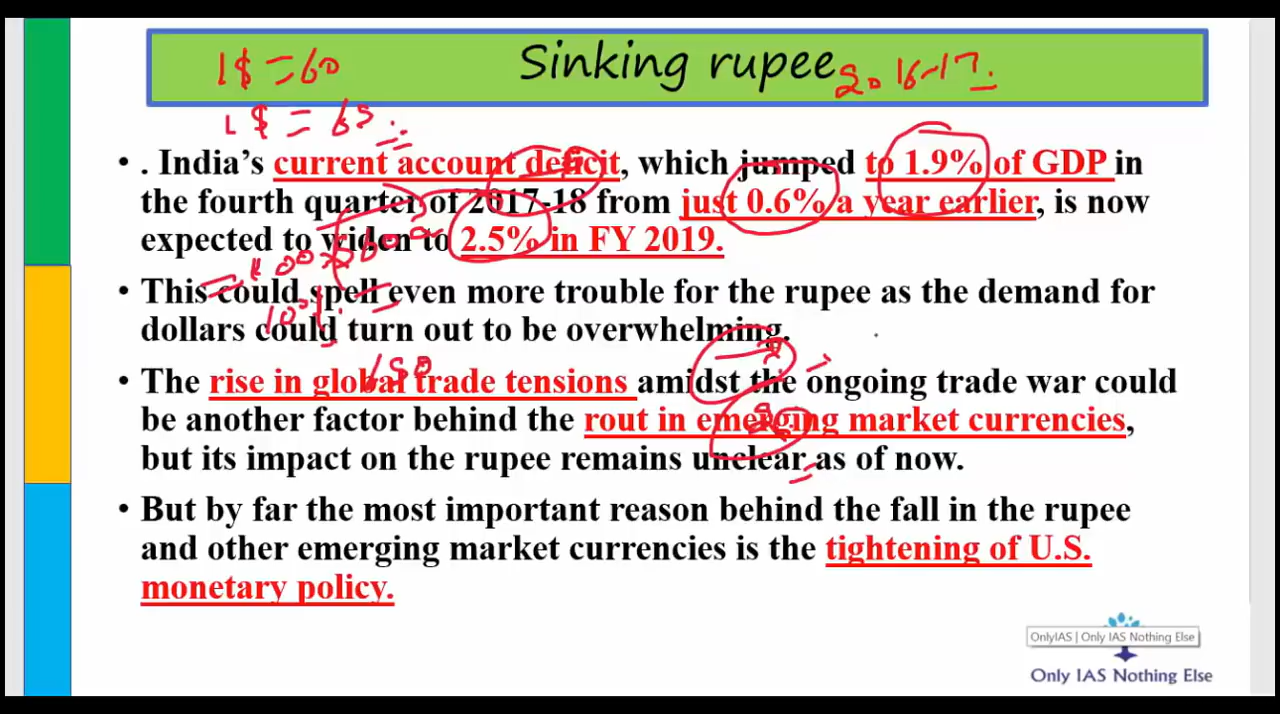 1$ = 60
Sinking rupee
2016-17.
1$ = 65
• . India’s current account deficit, which jumped to 1.9% of GDP in
the fourth quarter of 2017-18 from just 0.6% a year earlier, is now
expected to widen to 2.5% in FY 2019.
• This could spell even more trouble for the rupee as the demand for
dollars could turn out to be overwhelming.
• The rise in global trade tensions amidst the ongoing trade war could
be another factor behind the rout in emerging market currencies,
but its impact on the rupee remains unclear as of now.
• But by far the most important reason behind the fall in the rupee
and other emerging market currencies is the tightening of U.S.
monetary policy.
OnlyIAS | Only IAS Nothing Else
Only IAS Nothing Else